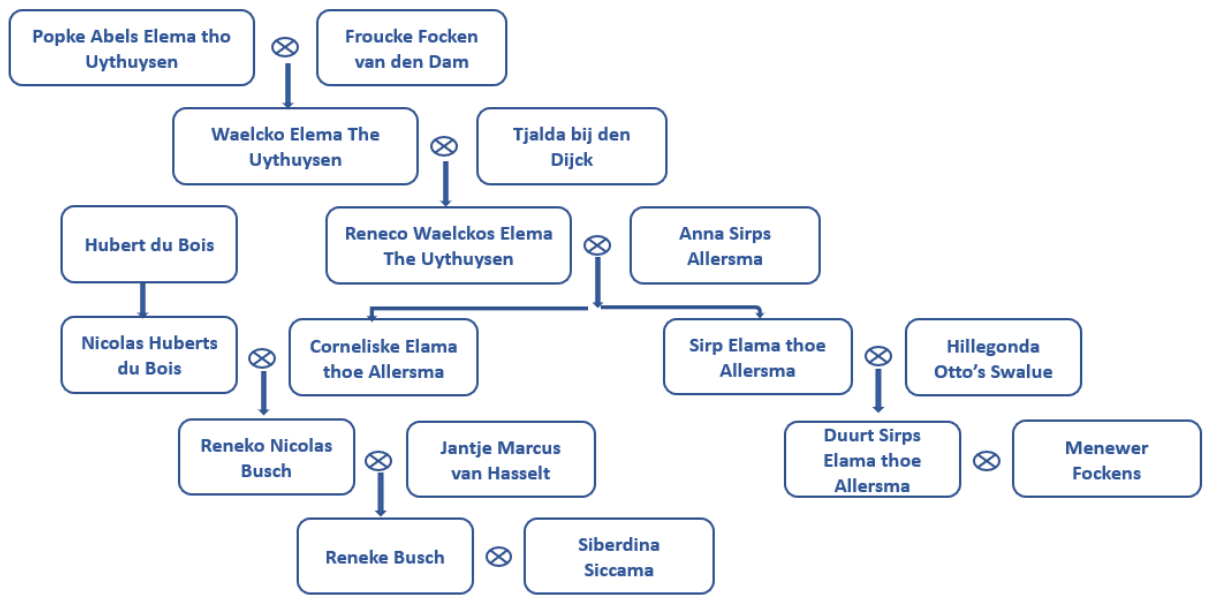 Popke Abels Elema tho
Uythuysen
Froucke Focken
van den Dam
Waelcko Elema The
Uythuysen
Tjalda bij den
Dijck
Hubert du Bois
Reneco Waelckos Elema
The Uythuysen
Anna Sirps
Allersma
Nicolas Huberts
du Bois
Corneliske Elama
thoe Allersma
Sirp Elama thoe
Allersma
Hillegonda
Otto's Swalue
Reneko Nicolas
Busch
Jantje Marcus
van Hasselt
Duurt Sirps
Elama thoe
Allersma
Menewer
Fockens
Reneke Busch
Siberdina
Siccama